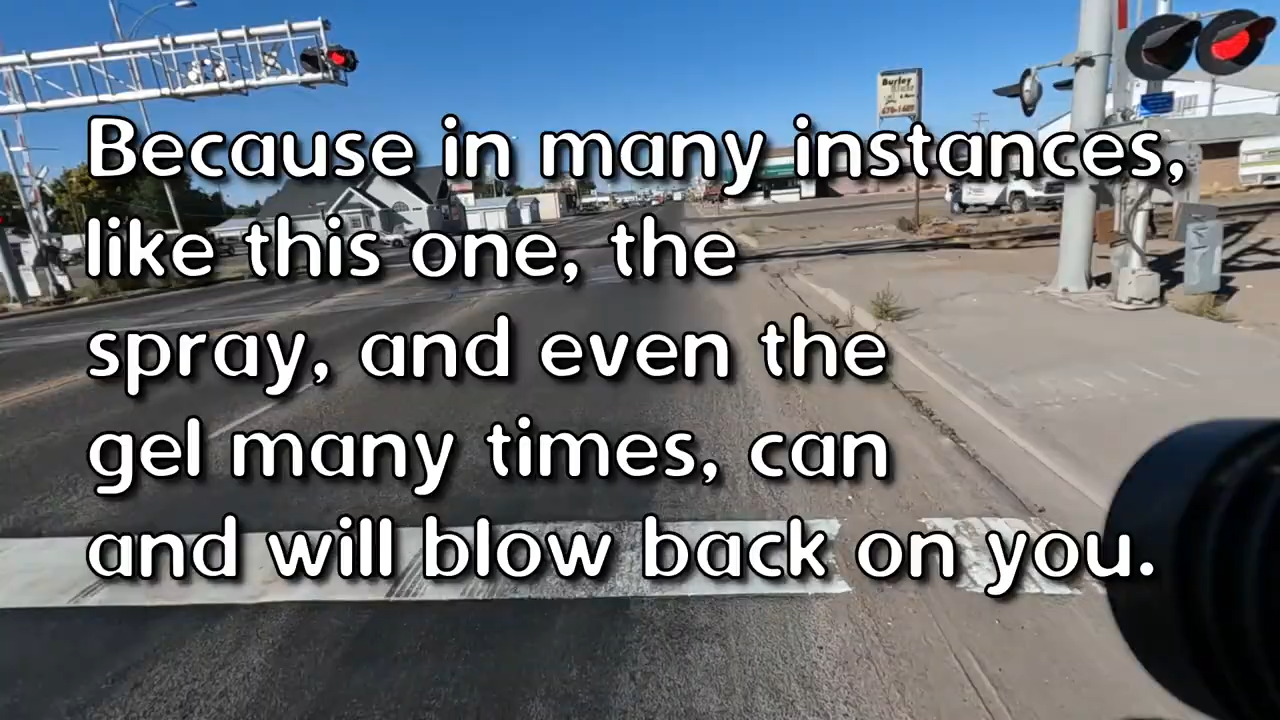 Burley
Because in many instances,
like this one, the
spray, and even the
gel many times, can
and will blow back on you.